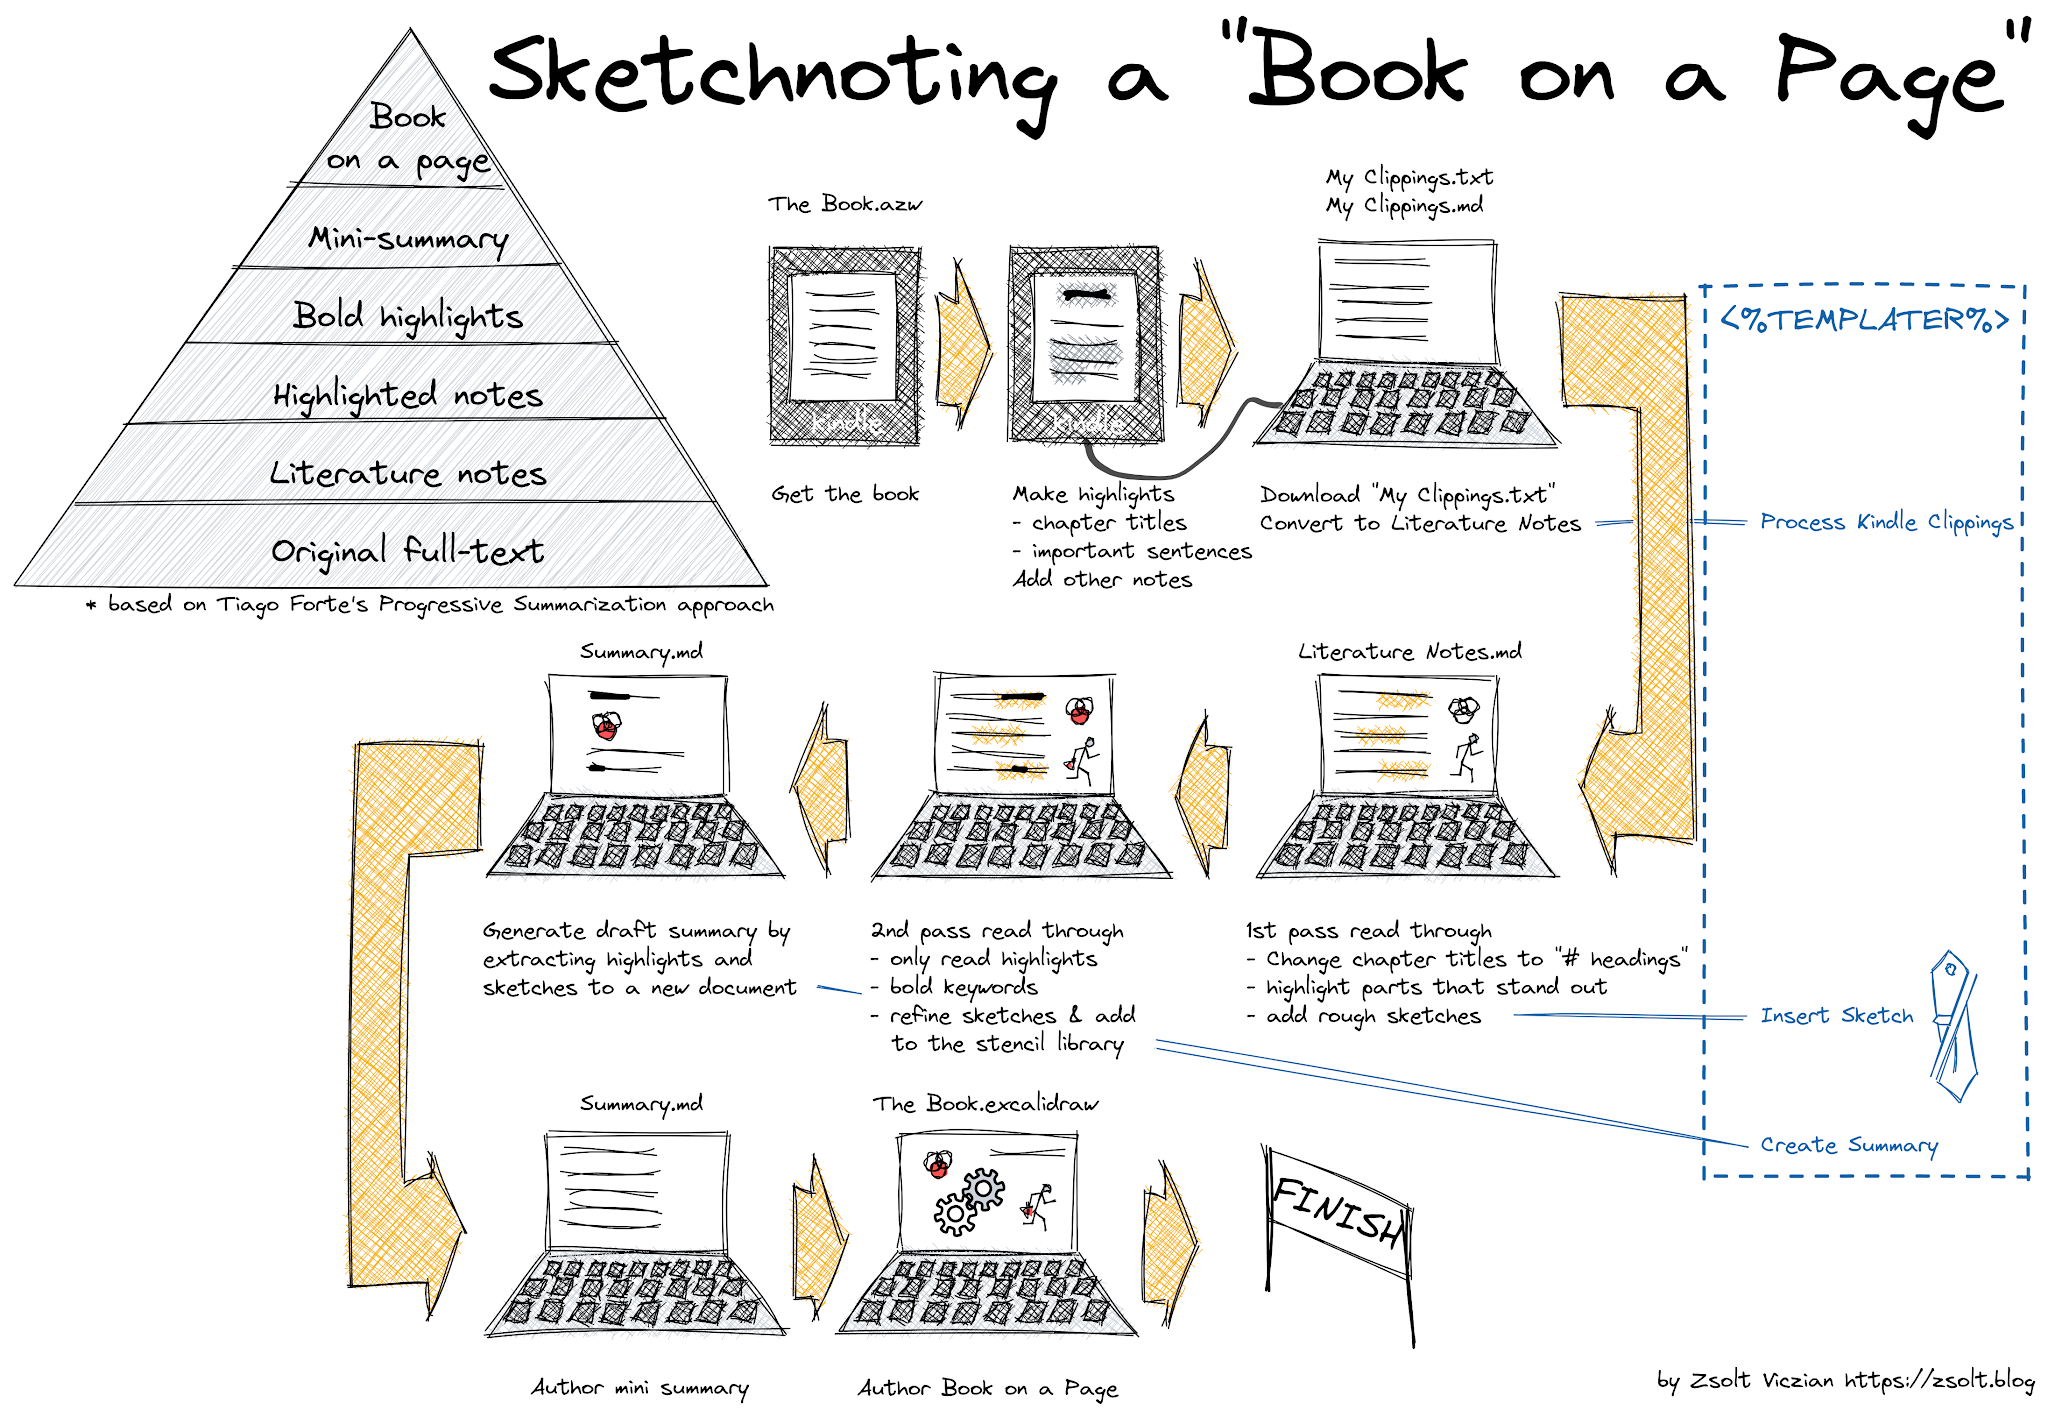 Sketchnoting a "Book on a Page"
Book
on a page
Mini-summary
Bold highlights
Highlighted notes
Literature notes
Original full-text
* based on Tiago Forte's Progressive Summarization approach
The Book.azw
kindle
Get the book
kindle
Make highlights
- chapter titles
- important sentences
Add other notes
My Clippings.txt
My Clippings.md
Download "My Clippings.txt"
Convert to Literature Notes
<%TEMPLATER%>
Process Kindle Clippings
Insert Sketch
Create Summary
Literature Notes.md
1st pass read through
- Change chapter titles to "# headings"
- highlight parts that stand out
- add rough sketches
2nd pass read through
- only read highlights
- bold keywords
- refine sketches & add
to the stencil library
Summary.md
Generate draft summary by
extracting highlights and
sketches to a new document
Summary.md
Author mini summary
The Book.excalidraw
Author Book on a Page
FINISH
by Zsolt Viczian https://zsolt.blog